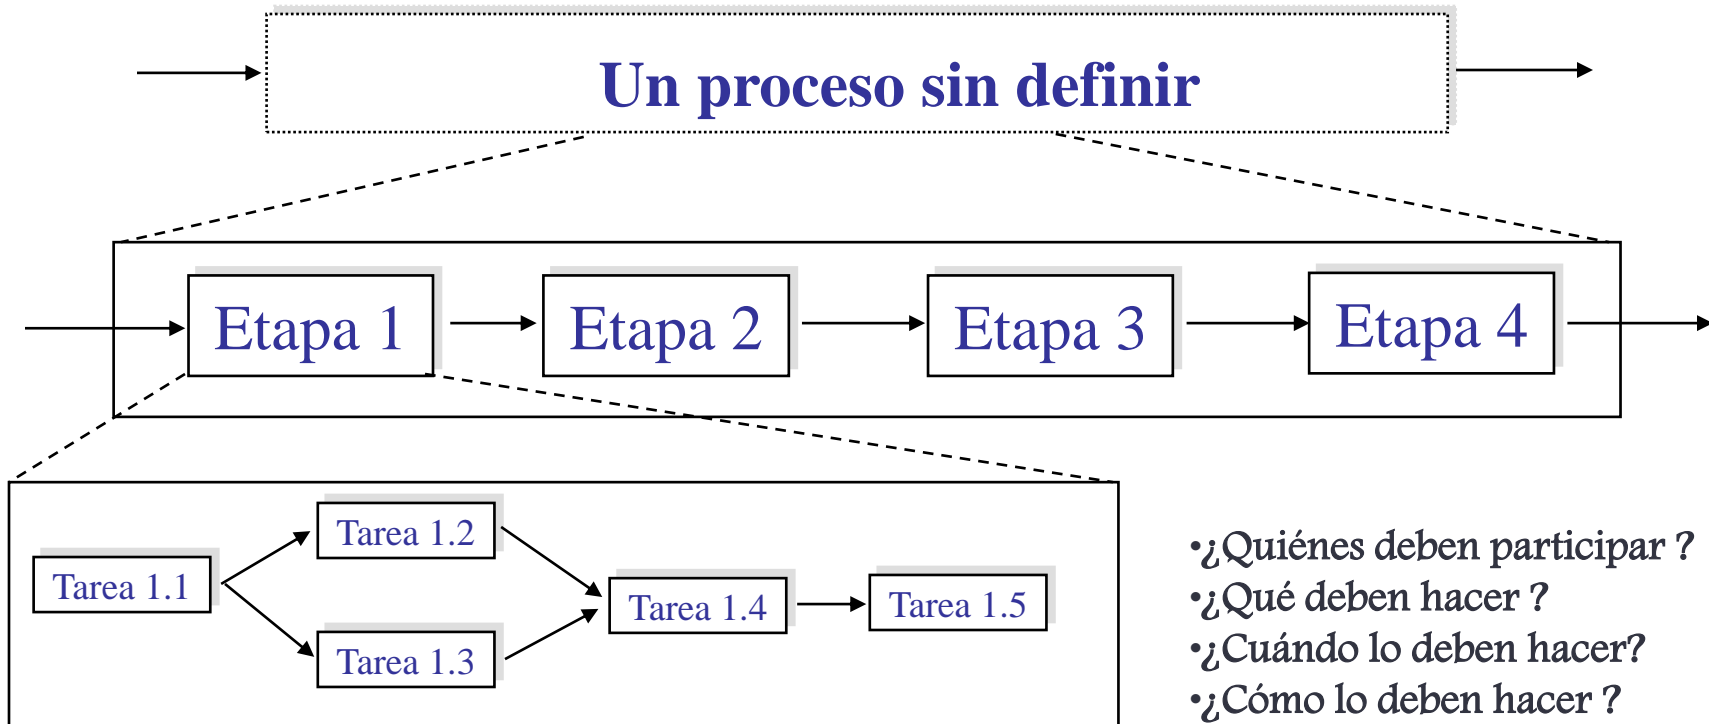 Un proceso sin definir
Etapa 1
Etapa 2
Etapa 3
Etapa 4
Tarea 1.1
Tarea 1.2
Tarea 1.3
Tarea 1.4
Tarea 1.5
•¿Quiénes deben participar ?
•¿Qué deben hacer ?
•¿Cuándo lo deben hacer?
•¿Cómo lo deben hacer ?